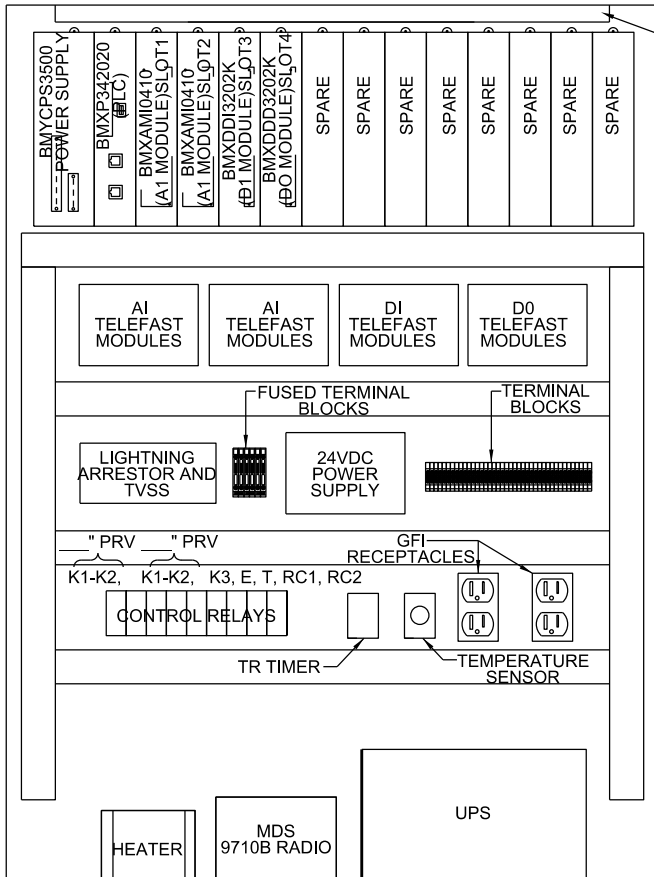 BMYCPS3500
POWER SUPPLY
BMXP342020
(PLC)
BMXAMI0410
(A1 MODULE)SLOT1
BMXAMI0410
(A1 MODULE)SLOT2
BMXDDI3202K
(D1 MODULE)SLOT3
BMXDDD3202K
(DO MODULE)SLOT4
SPARE
SPARE
SPARE
SPARE
SPARE
SPARE
SPARE
SPARE
AI
TELEFAST
MODULES
AI
TELEFAST
MODULES
DI
TELEFAST
MODULES
D0
TELEFAST
MODULES
FUSED TERMINAL
BLOCKS
TERMINAL
BLOCKS
LIGHTNING
ARRESTOR AND
TVSS
24VDC
POWER
SUPPLY
___" PRV
___" PRV
GFI
RECEPTACLES
K1-K2,
K1-K2,
K3, E, T, RC1, RC2
CONTROL RELAYS
TR TIMER
TEMPERATURE
SENSOR
HEATER
MDS
9710B RADIO
UPS